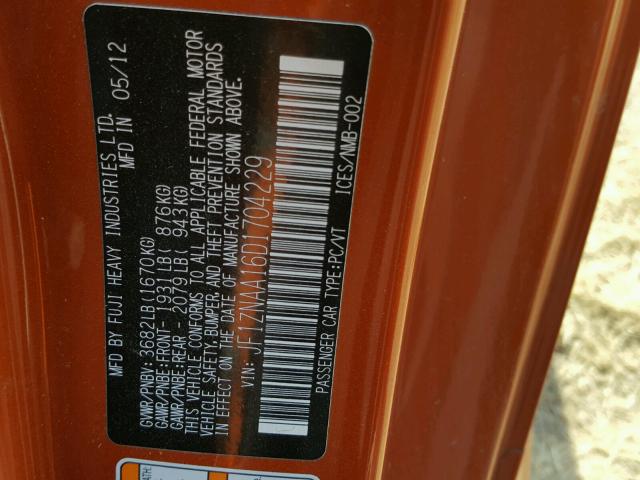 MFD BY FUJI HEAVY INDUSTRIES LTD.
MFD IN 05/12
GVWR/PNBV: 3682LB(1670KG)
GAWR/PNBE:FRONT- 1931LB( 876KG)
GAWR/PNBE:REAR - 2079LB( 943KG)
THIS VEHICLE CONFORMS TO ALL APPLICABLE FEDERAL MOTOR
VEHICLE SAFETY,BUMPER, AND THEFT PREVENTION STANDARDS
IN EFFECT ON THE DATE OF MANUFACTURE SHOWN ABOVE.
VIN: JF1ZNAA16D1704229
PASSENGER CAR TYPE:PC/VT
ICES/NMB-002